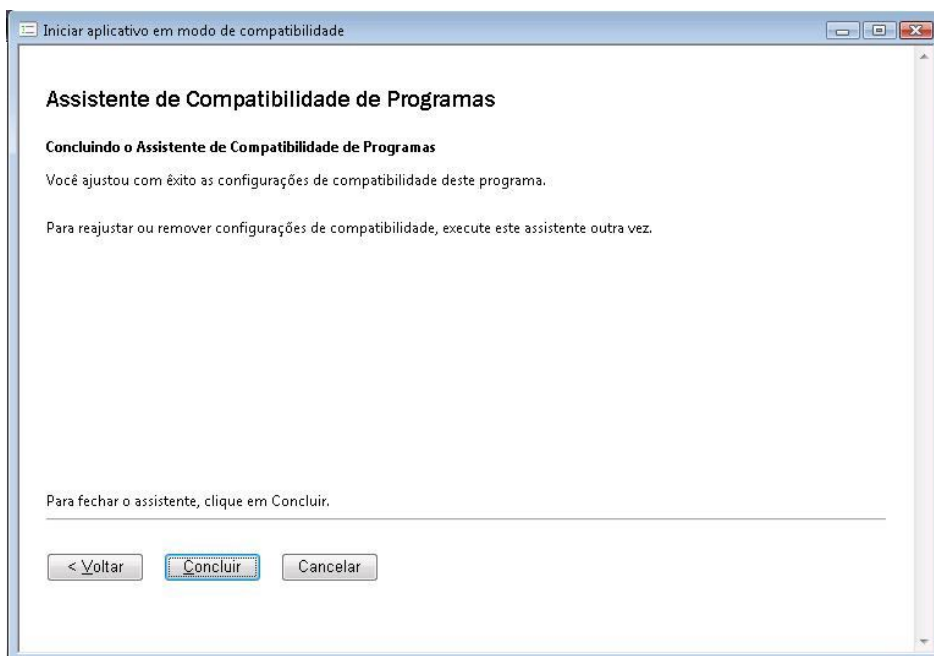 Iniciar aplicativo em modo de compatibilidade
Assistente de Compatibilidade de Programas
Concluindo o Assistente de Compatibilidade de Programas
Você ajustou com êxito as configurações de compatibilidade deste programa.
Para reajustar ou remover configurações de compatibilidade, execute este assistente outra vez.
Para fechar o assistente, clique em Concluir.
< Voltar Concluir Cancelar